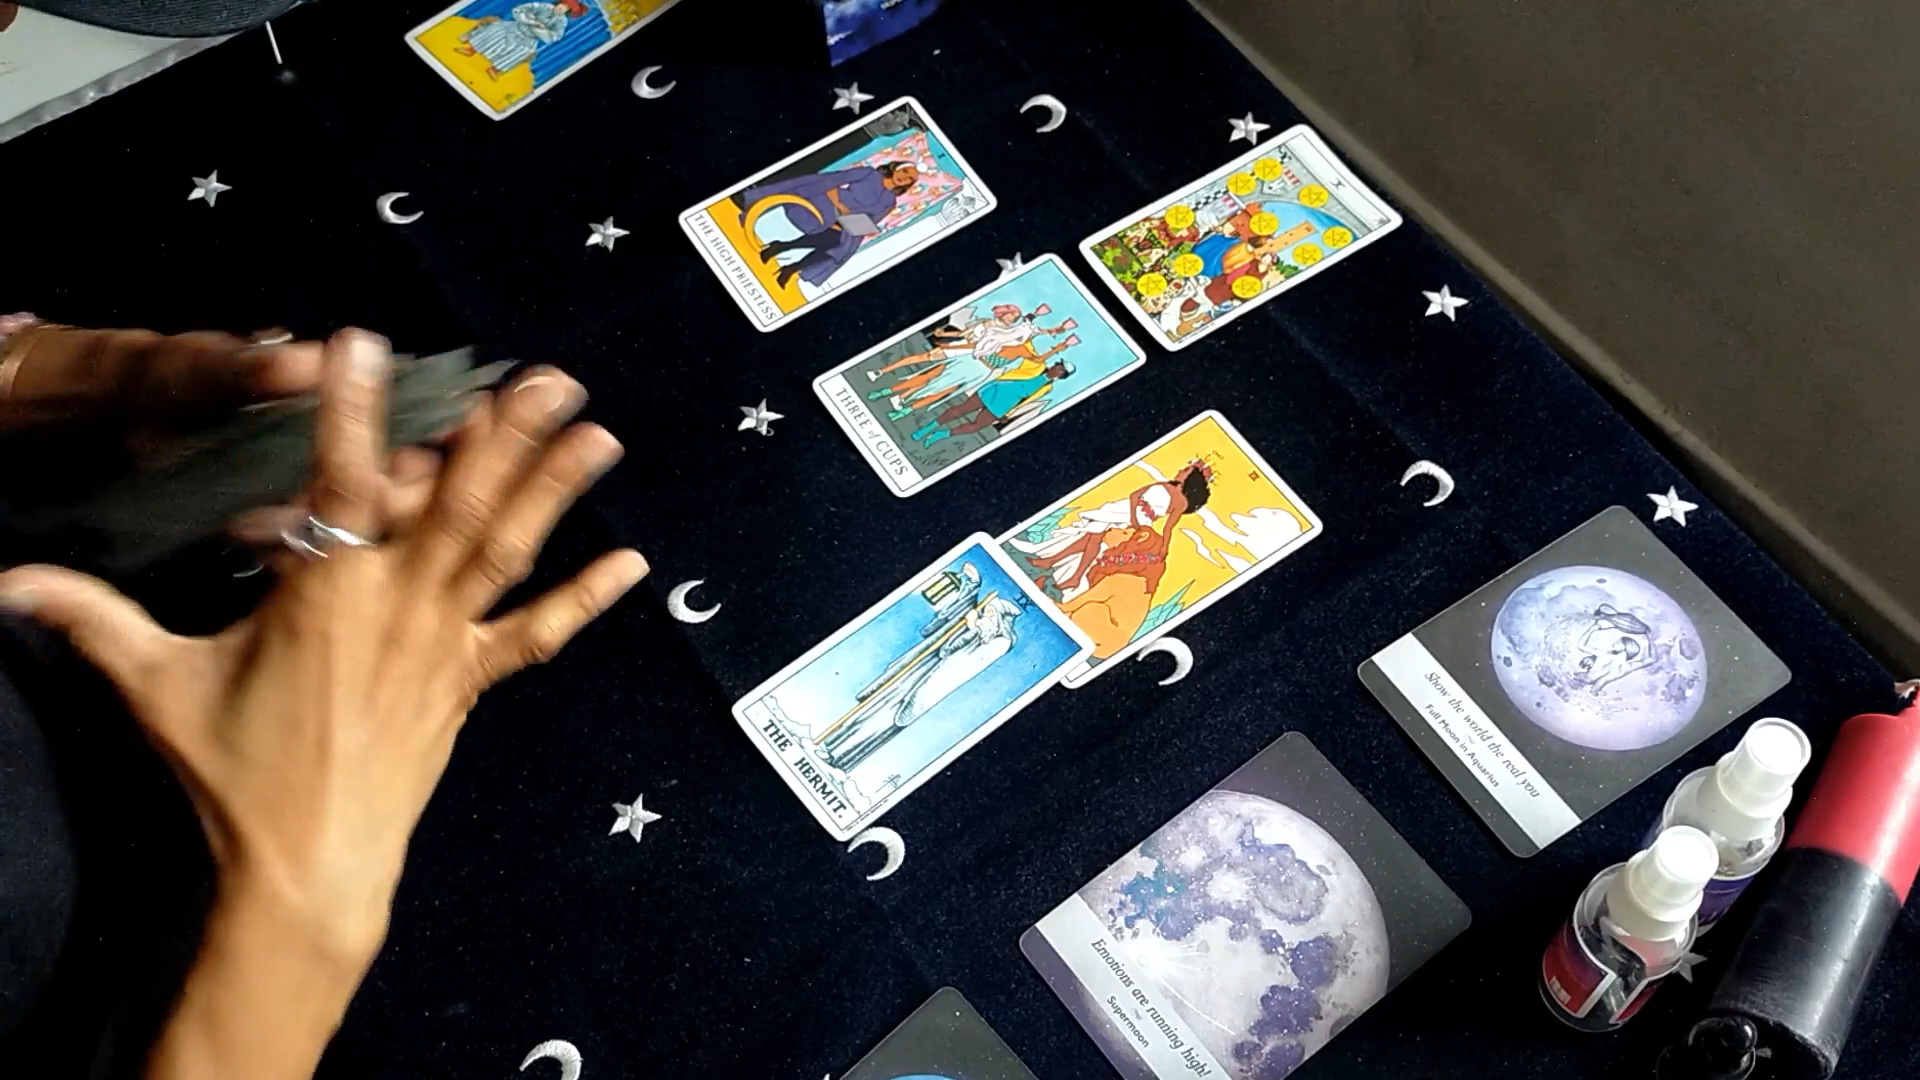 THE HIGH PRIESTESS
X
THREE of CUPS
IX
THE HERMIT.
Show the world the real you
Full Moon in Aquarius
Emotions are running high!
Supermoon